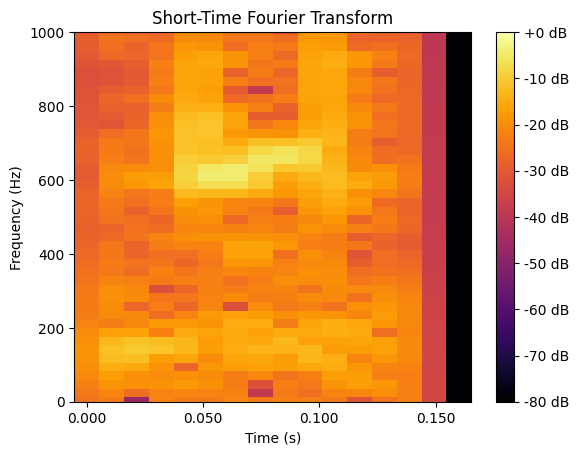 Short-Time Fourier Transform
1000
800
600
400
200
0
Frequency (Hz)
0.000
0.050
0.100
0.150
Time (s)
+0 dB
-10 dB
-20 dB
-30 dB
-40 dB
-50 dB
-60 dB
-70 dB
-80 dB